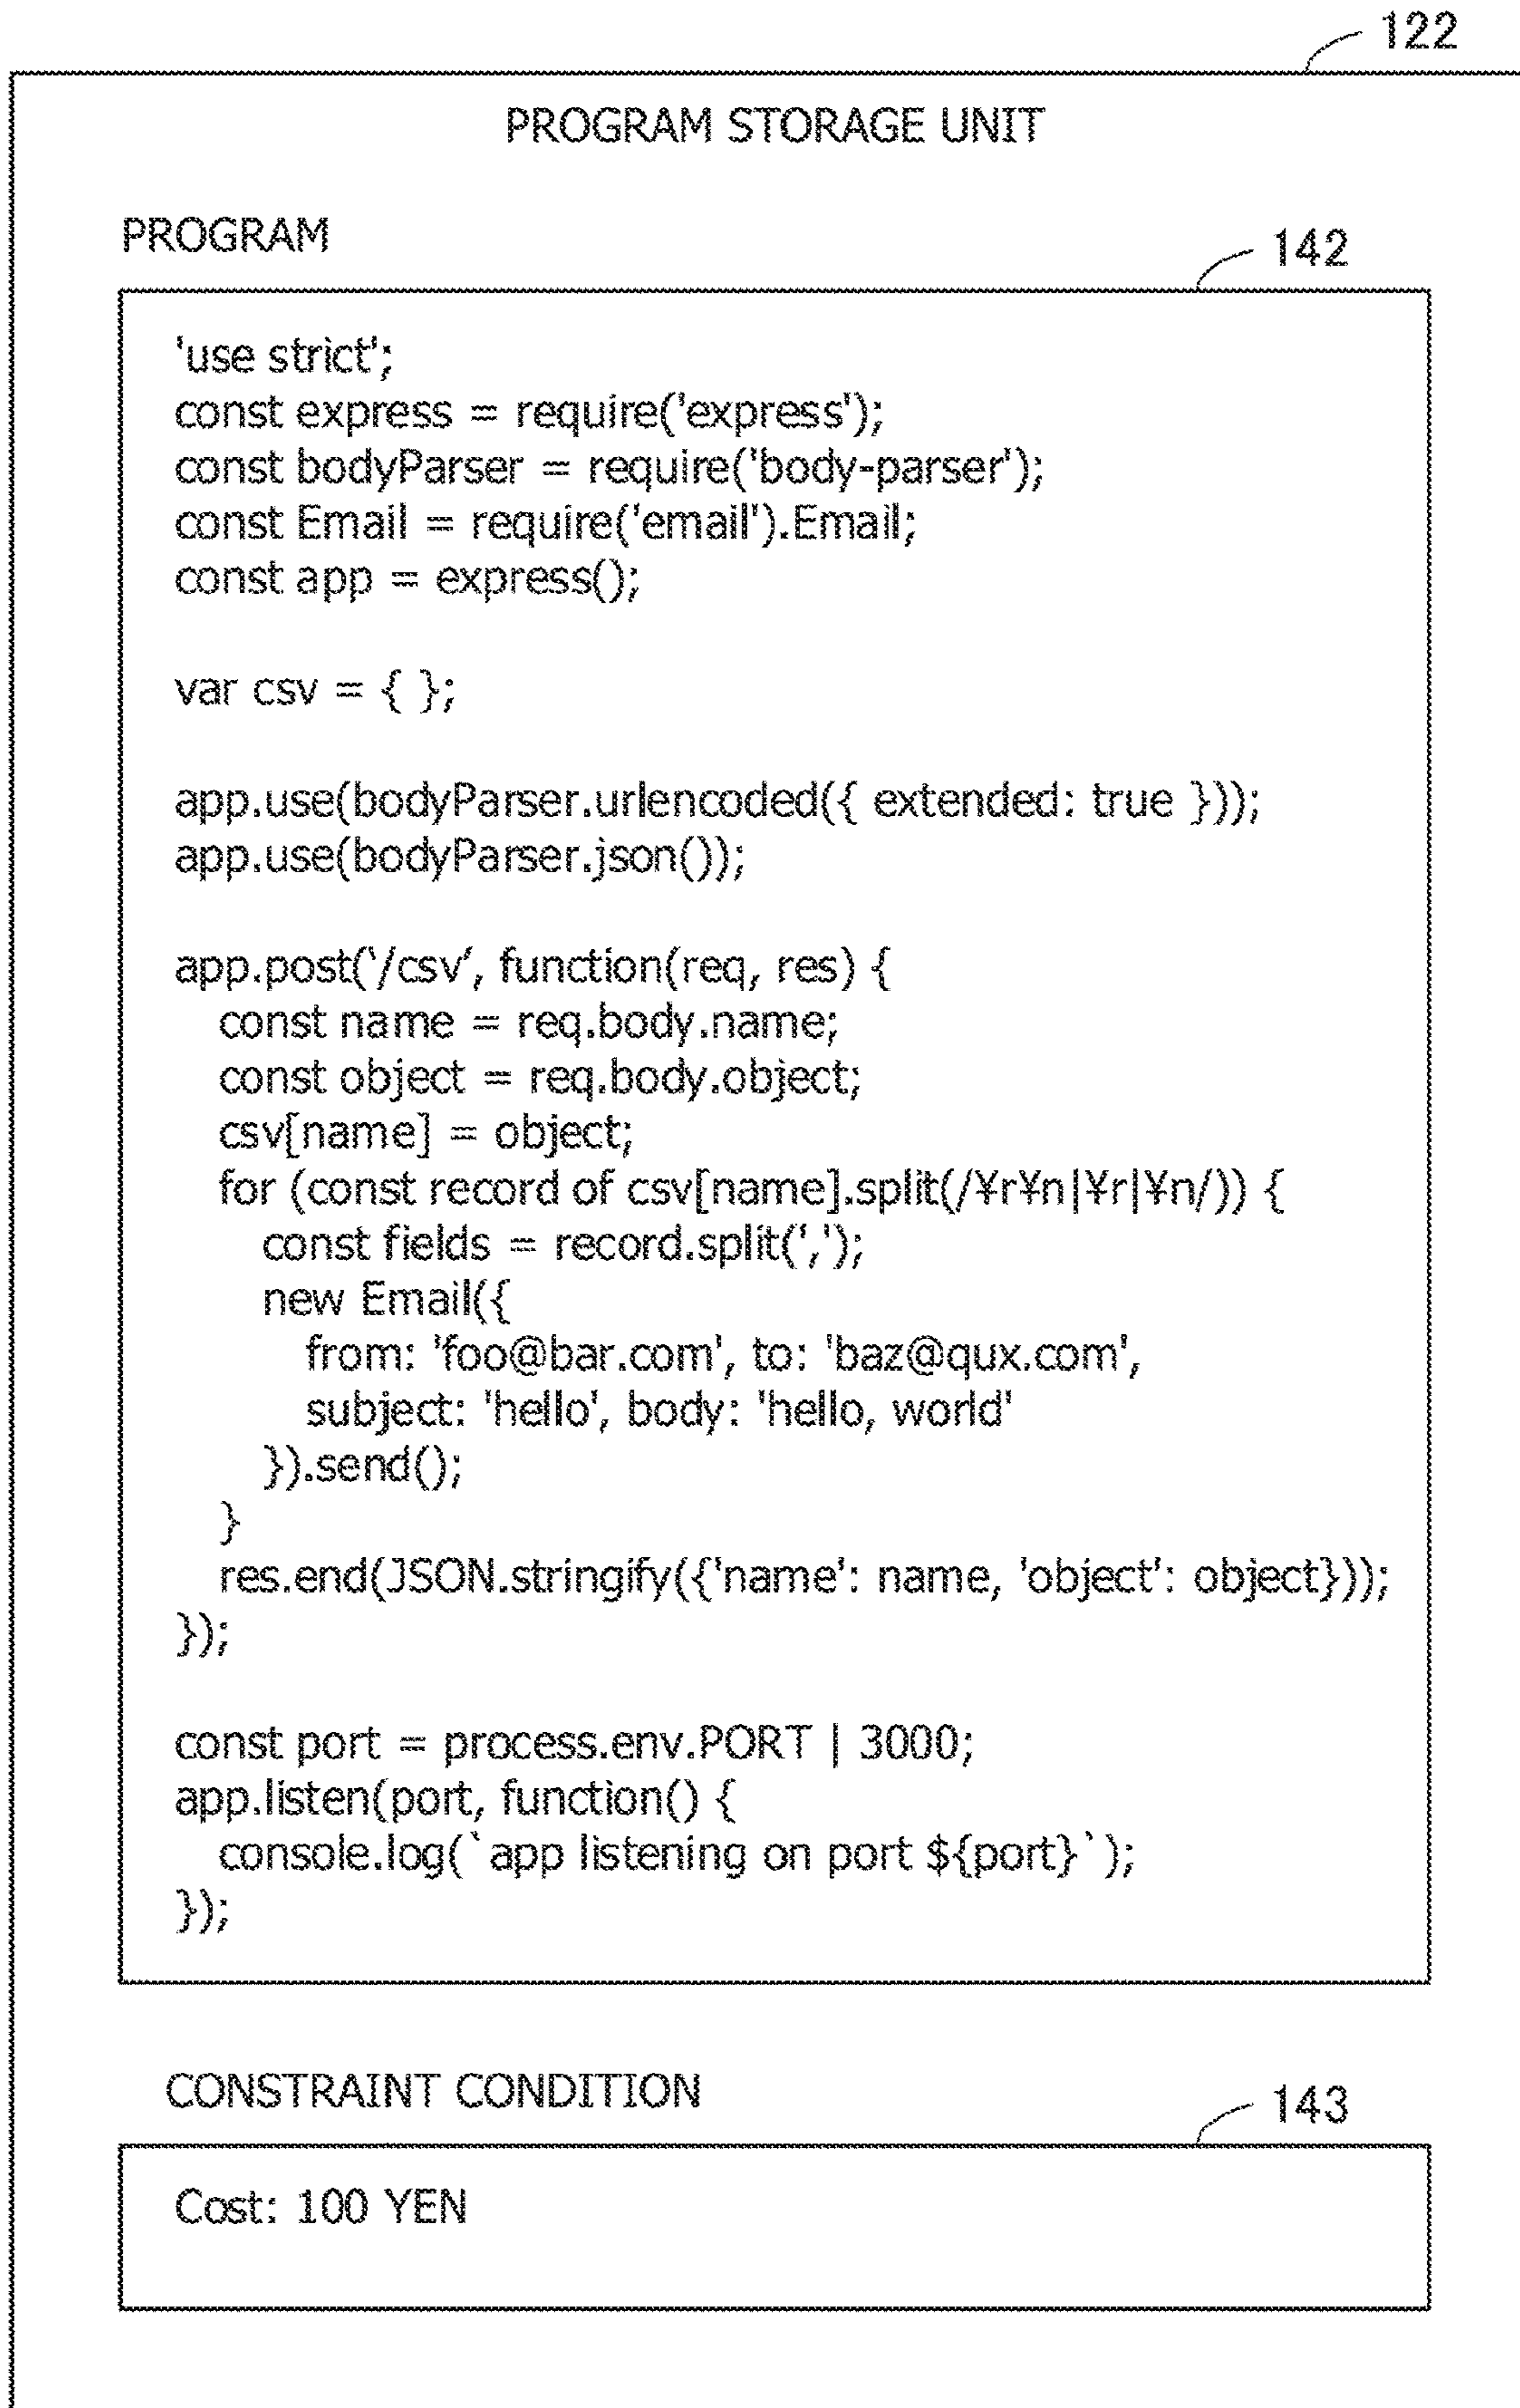 122
PROGRAM STORAGE UNIT
PROGRAM
142
'use strict';
const express = require('express');
const bodyParser = require('body-parser');
const Email = require('email').Email;
const app = express();
var csv = { };
app.use(bodyParser.urlencoded({ extended: true }));
app.use(bodyParser.json());
app.post('/csv', function(req, res) {
const name = req.body.name;
const object = req.body.object;
csv[name] = object;
for (const record of csv[name].split(/¥r¥n|¥r|¥n/)) {
const fields = record.split(',');
new Email({
from: 'foo@bar.com', to: 'baz@qux.com',
subject: 'hello', body: 'hello, world'
}).send();
}
res.end(JSON.stringify({'name': name, 'object': object}));
});
const port = process.env.PORT | 3000;
app.listen(port, function() {
console.log(`app listening on port ${port}`);
});
CONSTRAINT CONDITION
143
Cost: 100 YEN